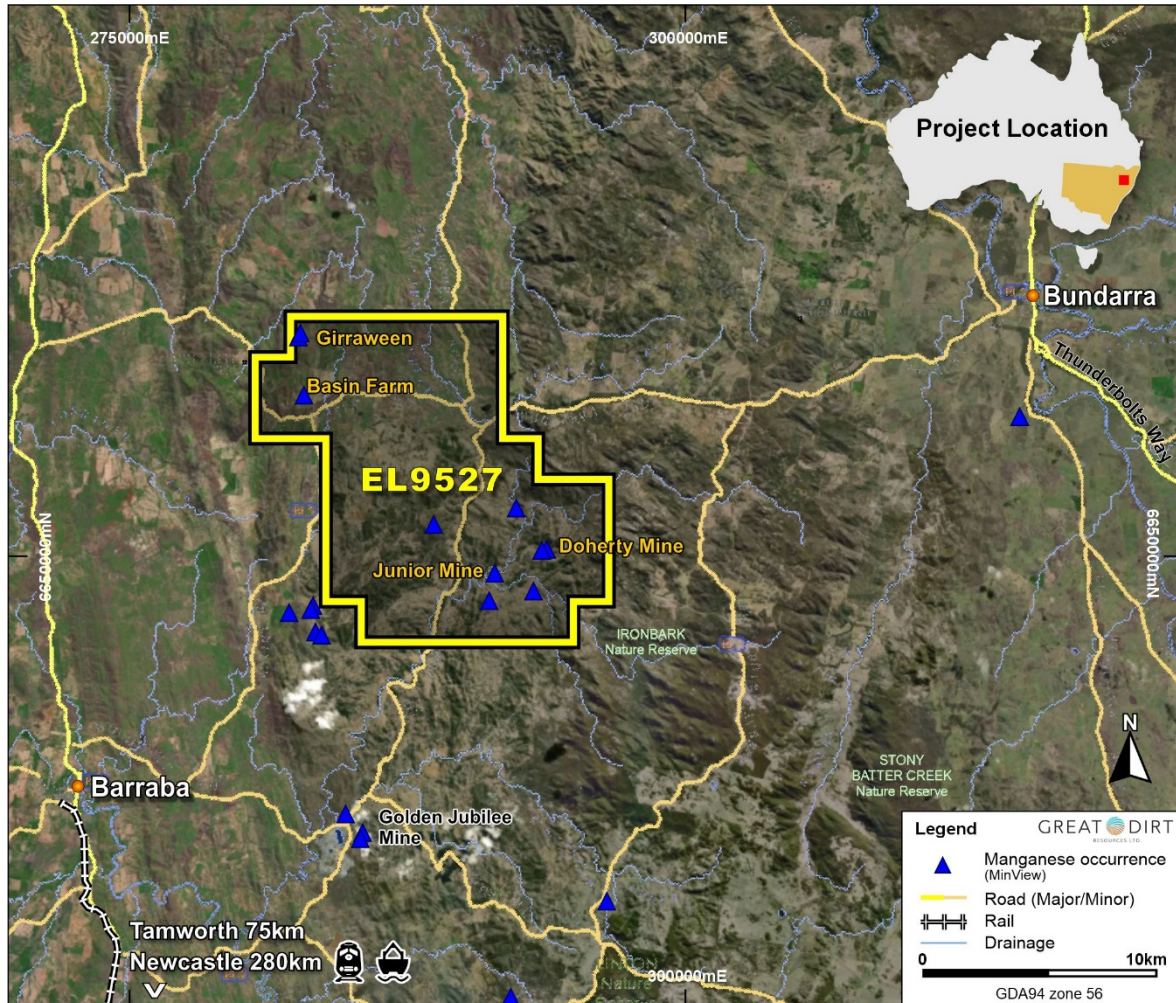 275000mE
300000mE
Project Location
Bundarra
Thunderbolts Way
Girraween
Basin Farm
EL9527
Doherty Mine
Junior Mine
6650000mN
6650000mN
IRONBARK
Nature Reserve
STONY
BATTER CREEK
Nature Reserve
N
Barraba
Golden Jubilee
Mine
Tamworth 75km
Newcastle 280km
300000mE
Legend
GREAT DIRT
RESOURCES LTD
Manganese occurrence
(MinView)
Road (Major/Minor)
Rail
Drainage
0 10km
GDA94 zone 56